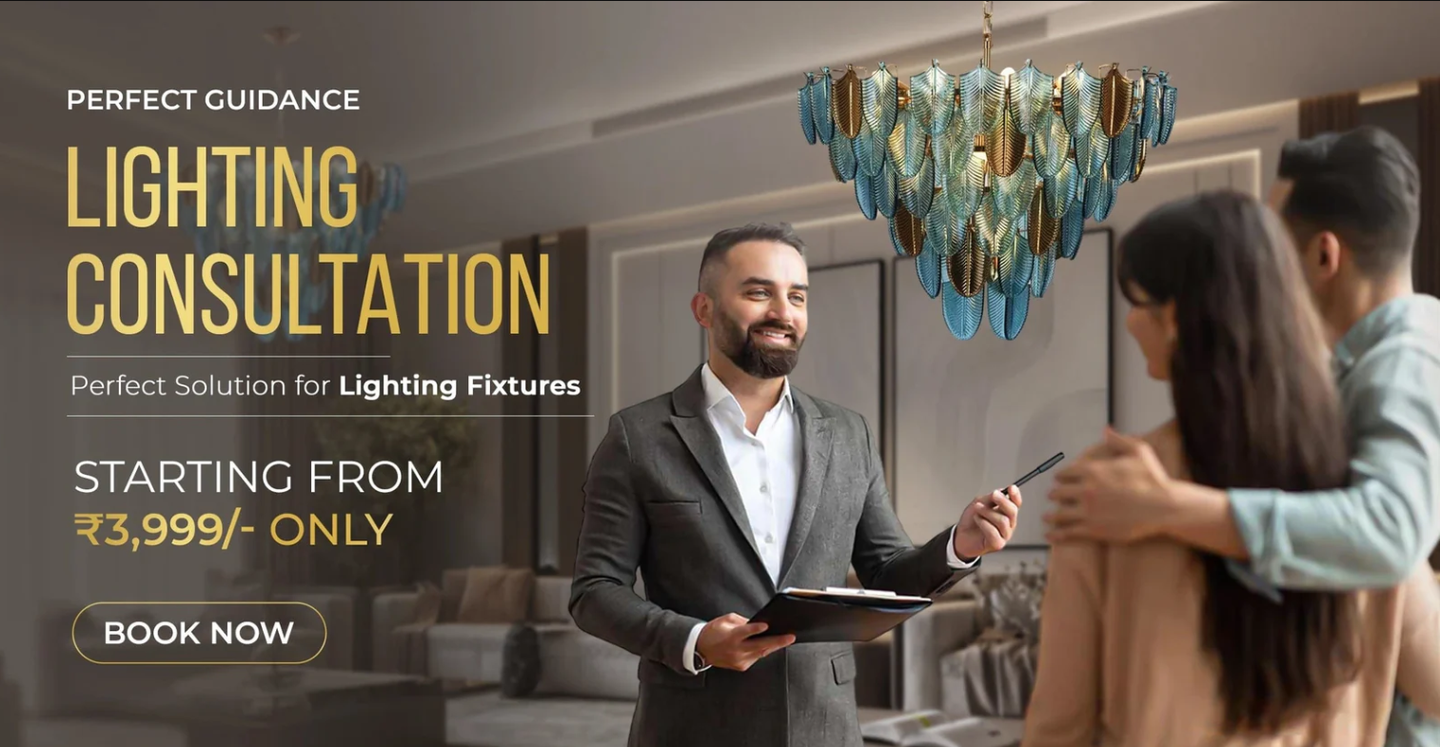 PERFECT GUIDANCE
LIGHTING
CONSULTATION
Perfect Solution for Lighting Fixtures
STARTING FROM
₹3,999/- ONLY
BOOK NOW